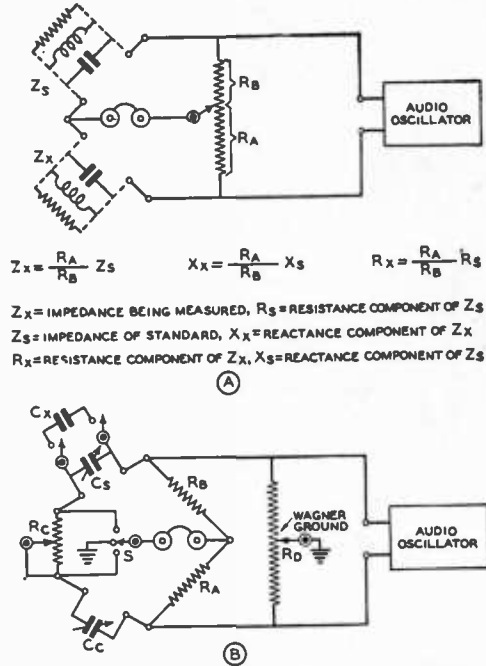 Zs
RB
RA
AUDIO
OSCILLATOR
Zx
Zx = RA/RB Zs Xx = RA/RB Xs Rx = RA/RB Rs
Zx = IMPEDANCE BEING MEASURED, Rs = RESISTANCE COMPONENT OF Zs
Zs = IMPEDANCE OF STANDARD, Xx = REACTANCE COMPONENT OF Zx
Rx = RESISTANCE COMPONENT OF Zx, Xs = REACTANCE COMPONENT OF Zs
A
Cx
Cs
RB
RC
S
WAGNER
GROUND
RD
AUDIO
OSCILLATOR
RA
CC
B